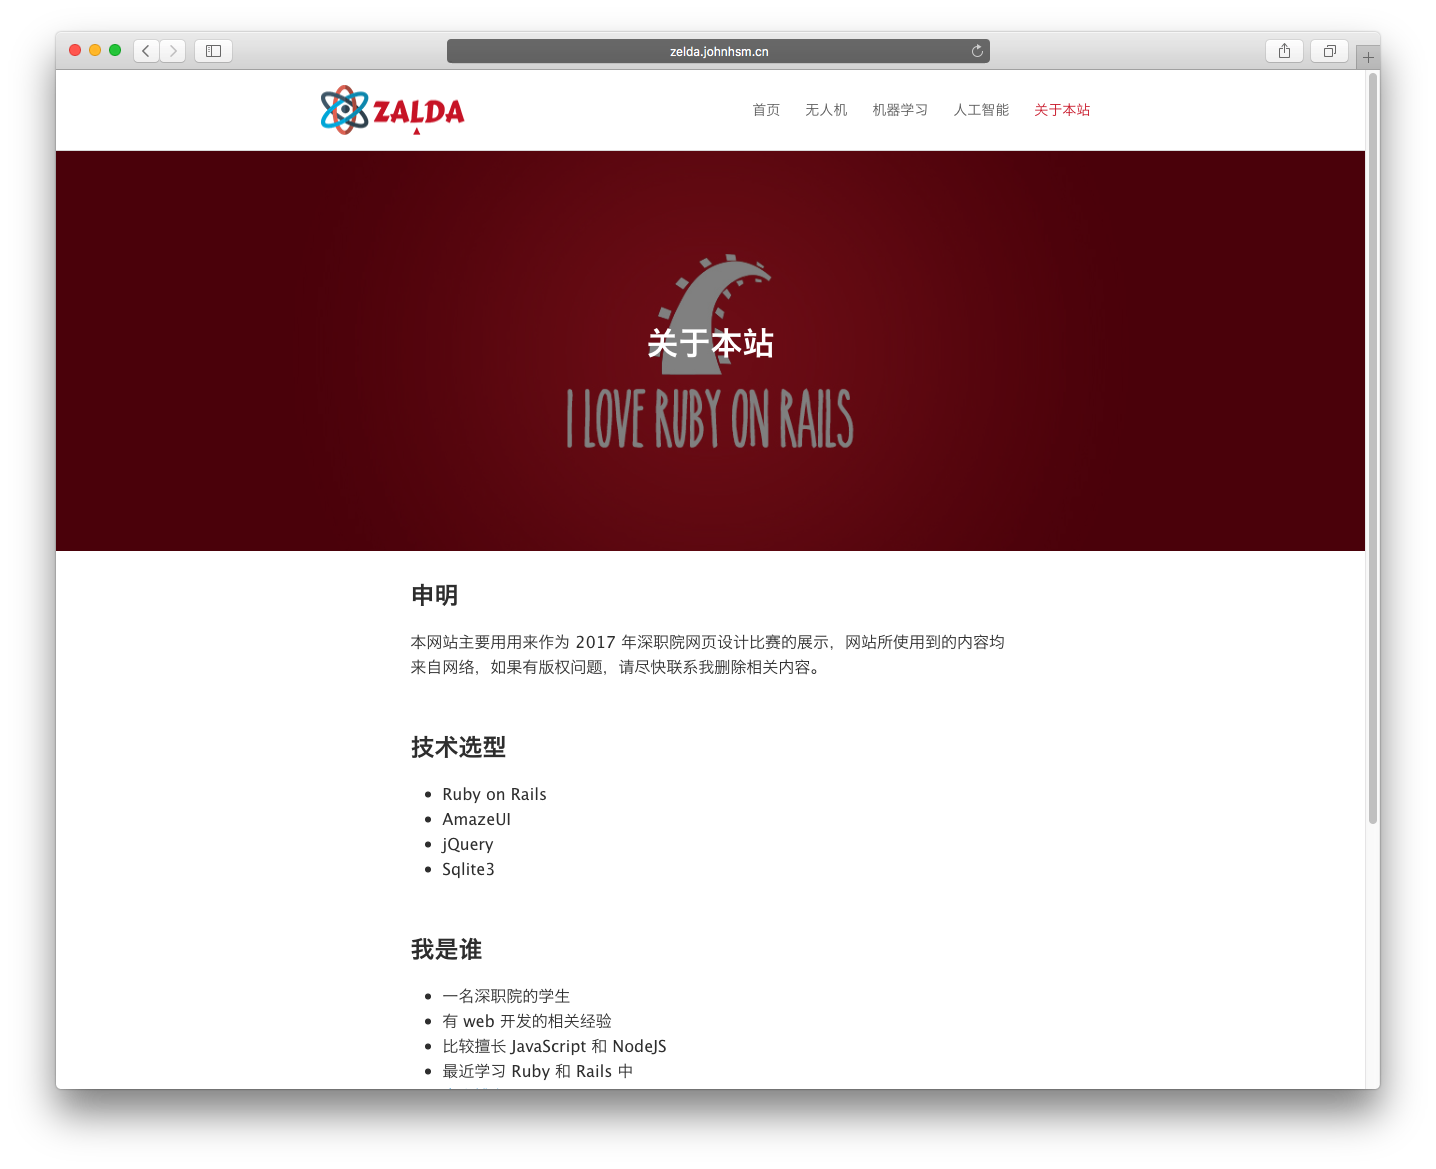 zelda.johnhsm.cn
ZALDA
首页 无人机 机器学习 人工智能 关于本站
关于本站
I LOVE RUBY ON RAILS
申明
本网站主要用用来作为 2017 年深职院网页设计比赛的展示，网站所使用到的内容均
来自网络，如果有版权问题，请尽快联系我删除相关内容。
技术选型
Ruby on Rails
AmazeUI
jQuery
Sqlite3
我是谁
一名深职院的学生
有 web 开发的相关经验
比较擅长 JavaScript 和 NodeJS
最近学习 Ruby 和 Rails 中